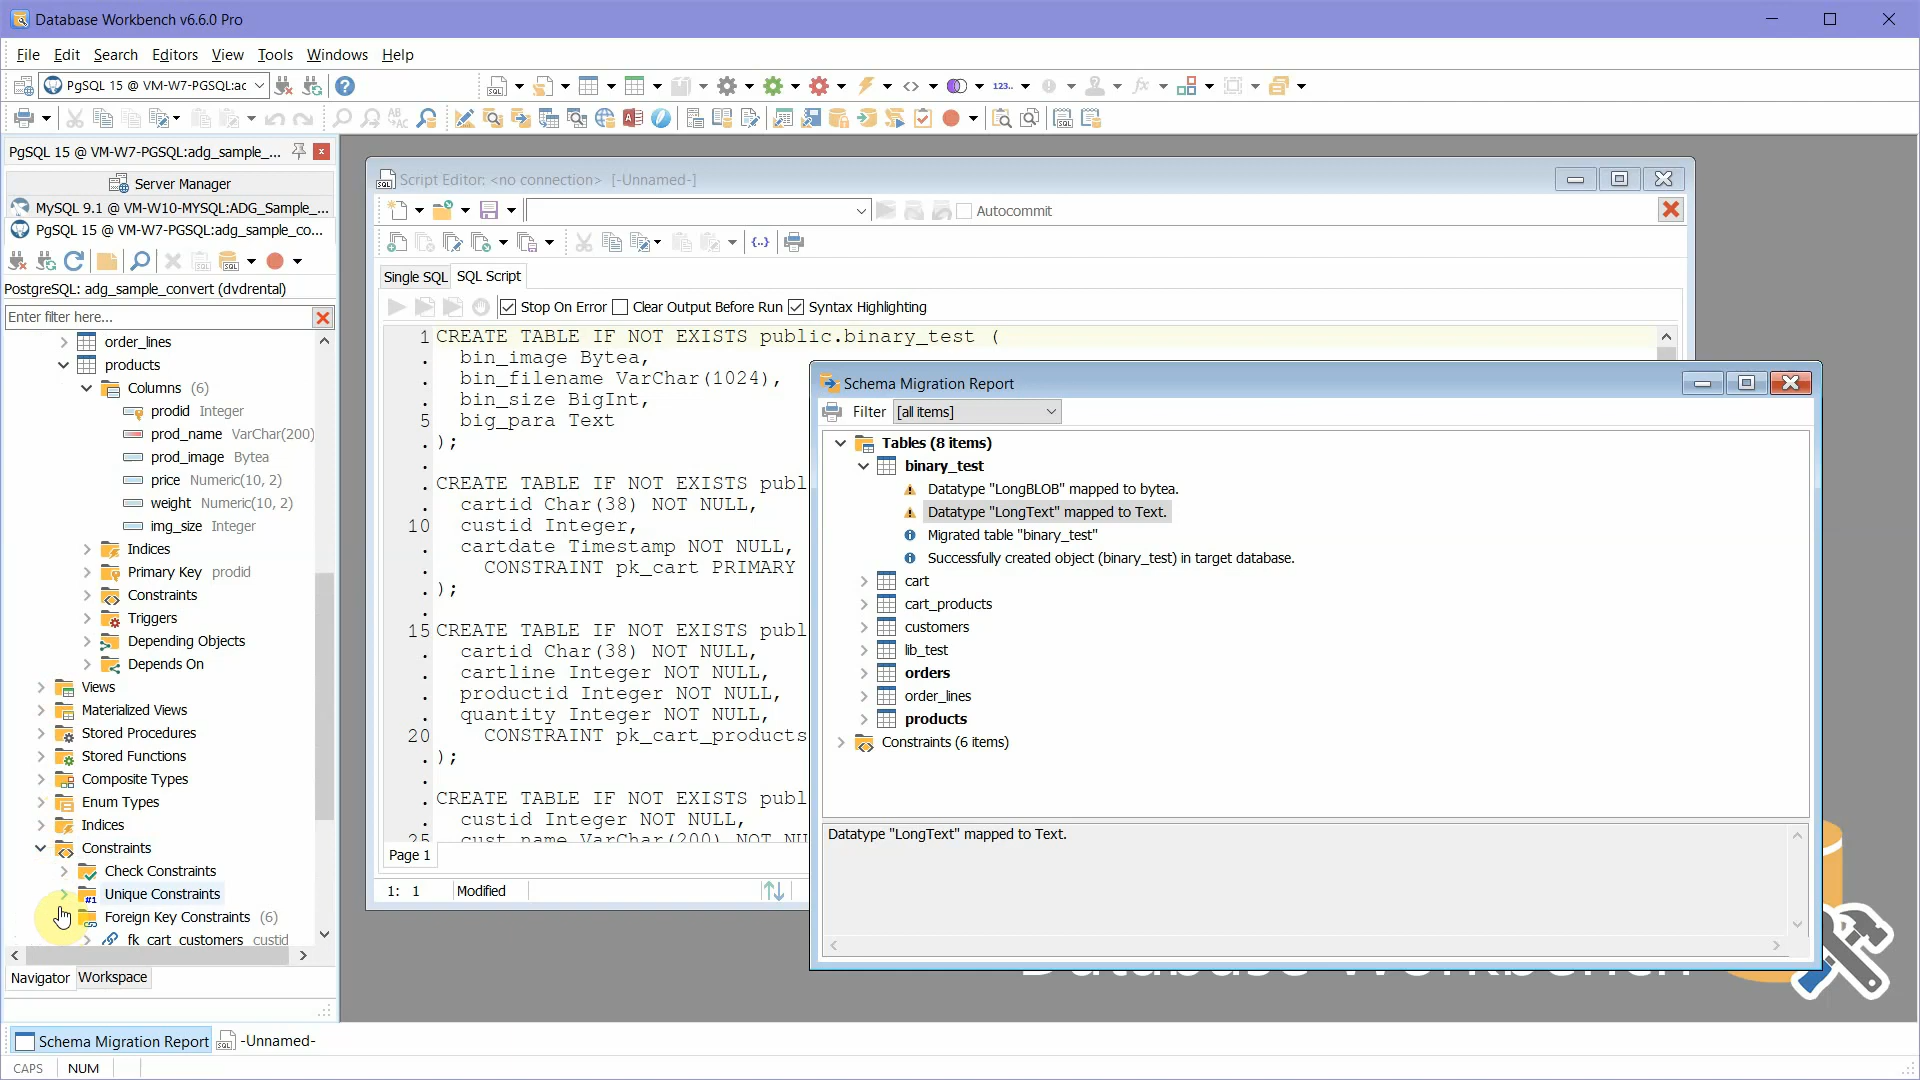 Database Workbench v6.6.0 Pro
File Edit Search Editors View Tools Windows Help
PgSQL 15 @ VM-W7-PGSQL:ac
PgSQL 15 @ VM-W7-PGSQL:adg_sample_...
Server Manager
MySQL 9.1 @ VM-W10-MYSQL:ADG_Sample_...
PgSQL 15 @ VM-W7-PGSQL:adg_sample_co...
PostgreSQL: adg_sample_convert (dvdrental)
Enter filter here...
order_lines
products
Columns (6)
prodid Integer
prod_name VarChar(200)
prod_image Bytea
price Numeric(10, 2)
weight Numeric(10, 2)
img_size Integer
Indices
Primary Key prodid
Constraints
Triggers
Depending Objects
Depends On
Views
Materialized Views
Stored Procedures
Stored Functions
Composite Types
Enum Types
Indices
Constraints
Check Constraints
Unique Constraints
Foreign Key Constraints (6)
fk_cart_customers custid
Navigator Workspace
Script Editor: <no connection> [-Unnamed-]
Autocommit
Single SQL SQL Script
Stop On Error Clear Output Before Run Syntax Highlighting
1 CREATE TABLE IF NOT EXISTS public.binary_test (
. bin_image Bytea,
. bin_filename VarChar(1024),
. bin_size BigInt,
5 big_para Text
. );
.
. CREATE TABLE IF NOT EXISTS publ
. cartid Char(38) NOT NULL,
10 custid Integer,
. cartdate Timestamp NOT NULL,
. CONSTRAINT pk_cart PRIMARY
. );
.
15 CREATE TABLE IF NOT EXISTS publ
. cartid Char(38) NOT NULL,
. cartline Integer NOT NULL,
. productid Integer NOT NULL,
. quantity Integer NOT NULL,
20 CONSTRAINT pk_cart_products
. );
.
. CREATE TABLE IF NOT EXISTS publ
. custid Integer NOT NULL,
25 cust_name VarChar(200) NOT NU
Page 1
1: 1 Modified
Schema Migration Report
Filter [all items]
Tables (8 items)
binary_test
Datatype "LongBLOB" mapped to bytea.
Datatype "LongText" mapped to Text.
Migrated table "binary_test"
Successfully created object (binary_test) in target database.
cart
cart_products
customers
lib_test
orders
order_lines
products
Constraints (6 items)
Datatype "LongText" mapped to Text.
Database Workbench
Schema Migration Report -Unnamed-
CAPS NUM